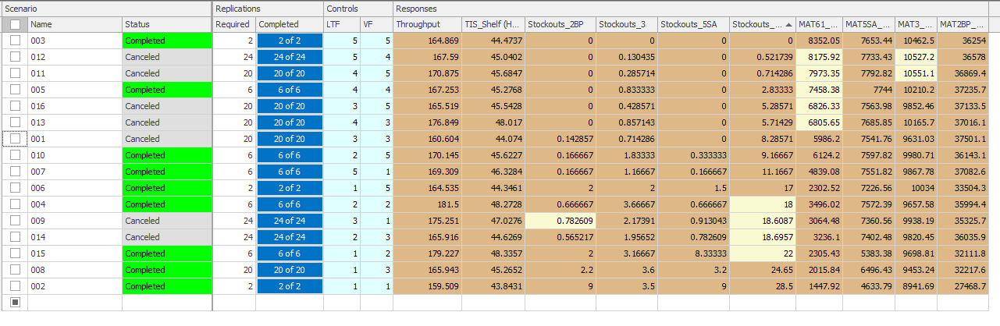 Scenario Replications Controls Responses
Name Status Required Completed LTF VF Throughput TIS_Shelf (H... Stockouts_2BP Stockouts_3 Stockouts_5SA Stockouts_... MAT61_... MAT5SA_... MAT3_... MAT2BP_...
003 Completed 2 2 of 2 5 5 164.869 44.4737 0 0 0 0 8352.05 7653.44 10462.5 36254
012 Canceled 24 24 of 24 5 4 167.59 45.0402 0 0.130435 0 0.521739 8175.92 7733.43 10527.2 36578
011 Canceled 20 20 of 20 4 5 170.875 45.6847 0 0.285714 0 0.714286 7973.35 7792.82 10551.1 36869.4
005 Completed 6 6 of 6 4 4 167.253 45.2768 0 0.833333 0 2.83333 7458.38 7744 10210.2 37235.7
016 Canceled 20 20 of 20 3 5 165.519 45.5428 0 0.428571 0 5.28571 6826.33 7563.98 9852.46 37133.5
013 Canceled 20 20 of 20 4 3 176.849 48.017 0 0.857143 0 5.71429 6805.65 7685.85 10165.7 37016.1
001 Canceled 20 20 of 20 3 3 160.604 44.074 0.142857 0.714286 0 8.28571 5986.2 7541.76 9631.03 37501.1
010 Completed 6 6 of 6 2 5 170.145 45.6227 0.166667 1.83333 0.333333 9.16667 6124.2 7597.82 9980.71 36143.1
007 Completed 6 6 of 6 5 1 169.309 46.3284 0.166667 1.16667 0.166667 11.1667 4839.08 7551.82 9867.78 37082.6
006 Completed 2 2 of 2 1 5 164.535 44.3461 2 2 1.5 17 2302.52 7226.56 10034 33504.3
004 Completed 6 6 of 6 2 2 181.5 48.2728 0.666667 3.66667 0.666667 18 3496.02 7572.39 9657.58 35994.4
009 Canceled 24 24 of 24 3 1 175.251 47.0276 0.782609 2.17391 0.913043 18.6087 3064.48 7360.56 9938.19 35325.7
014 Canceled 24 24 of 24 2 3 165.916 44.6269 0.565217 1.95652 0.782609 18.6957 3236.1 7402.48 9820.45 36035.9
015 Completed 6 6 of 6 1 2 179.227 48.3357 2 3.16667 8.33333 22 2305.43 5383.38 9698.81 32111.8
008 Completed 20 20 of 20 1 3 165.943 45.2652 2.2 3.6 3.2 24.65 2015.84 6496.43 9453.24 32217.6
002 Completed 2 2 of 2 1 1 159.509 43.8431 9 3.5 9 28.5 1447.92 4633.79 8941.69 27468.7